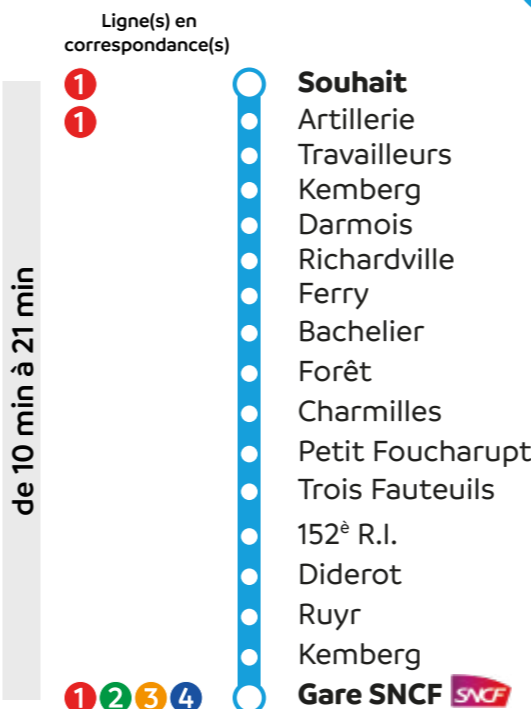 Ligne(s) en
correspondance(s)
de 10 min à 21 min
1 Souhait
1 Artillerie
Travailleurs
Kemberg
Darmois
Richardville
Ferry
Bachelier
Forêt
Charmilles
Petit Foucharupt
Trois Fauteuils
152è R.I.
Diderot
Ruyr
Kemberg
1 2 3 4 Gare SNCF SNCF